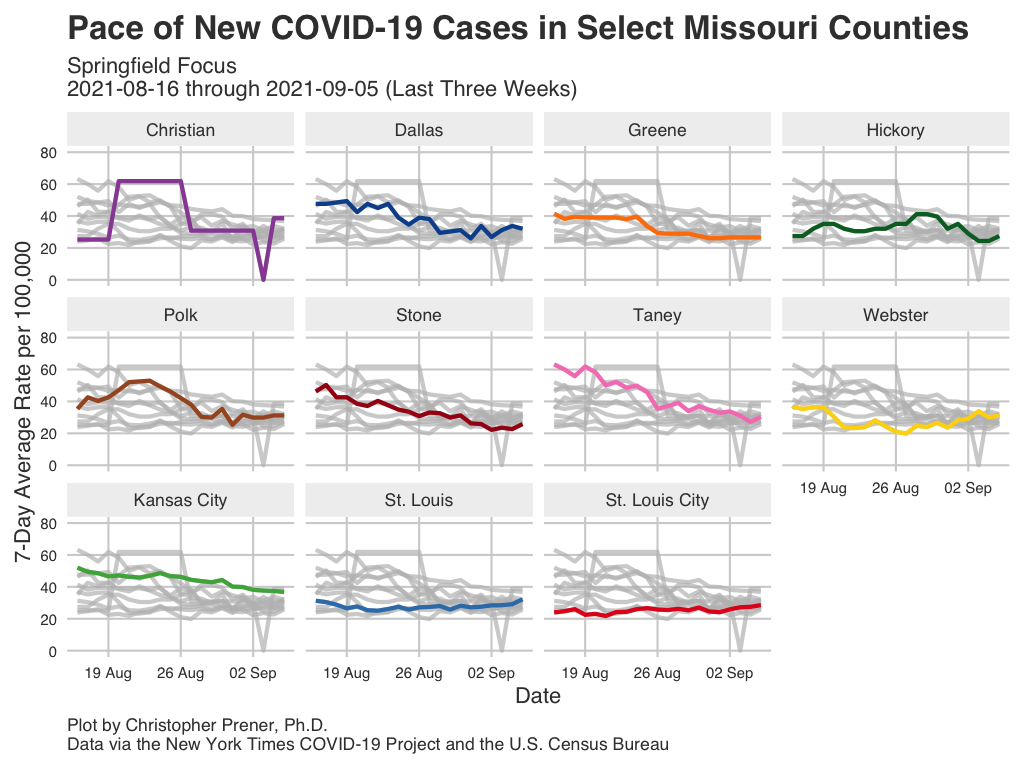 Pace of New COVID-19 Cases in Select Missouri Counties
Springfield Focus
2021-08-16 through 2021-09-05 (Last Three Weeks)
Christian
Dallas
Greene
Hickory
80
60
40
20
0
Polk
Stone
Taney
Webster
80
60
40
20
0
19 Aug
26 Aug
02 Sep
Kansas City
St. Louis
St. Louis City
80
60
40
20
0
19 Aug
26 Aug
02 Sep
19 Aug
26 Aug
02 Sep
19 Aug
26 Aug
02 Sep
7-Day Average Rate per 100,000
Date
Plot by Christopher Prener, Ph.D.
Data via the New York Times COVID-19 Project and the U.S. Census Bureau